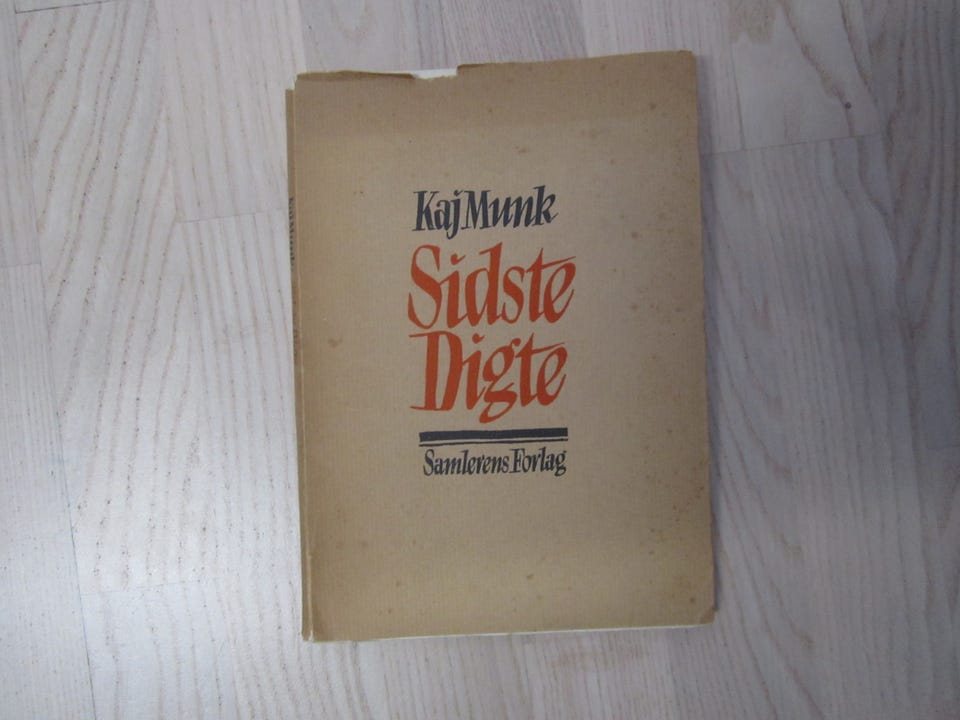 Kaj Munk
Sidste
Digte
Samlerens Forlag